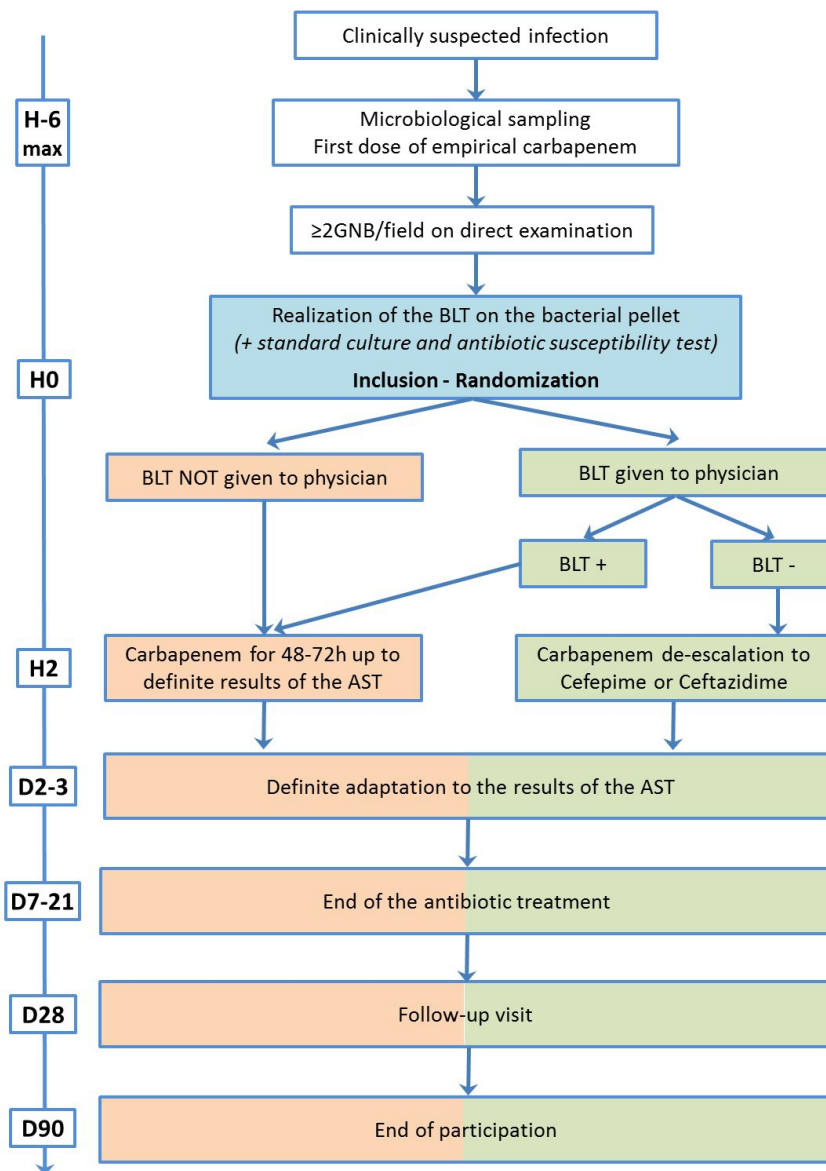 Clinically suspected infection
H-6
max
Microbiological sampling
First dose of empirical carbapenem
≥2GNB/field on direct examination
Realization of the BLT on the bacterial pellet
(+ standard culture and antibiotic susceptibility test)
H0
Inclusion - Randomization
BLT NOT given to physician
BLT given to physician
BLT +
BLT -
H2
Carbapenem for 48-72h up to
definite results of the AST
Carbapenem de-escalation to
Cefepime or Ceftazidime
D2-3
Definite adaptation to the results of the AST
D7-21
End of the antibiotic treatment
D28
Follow-up visit
D90
End of participation